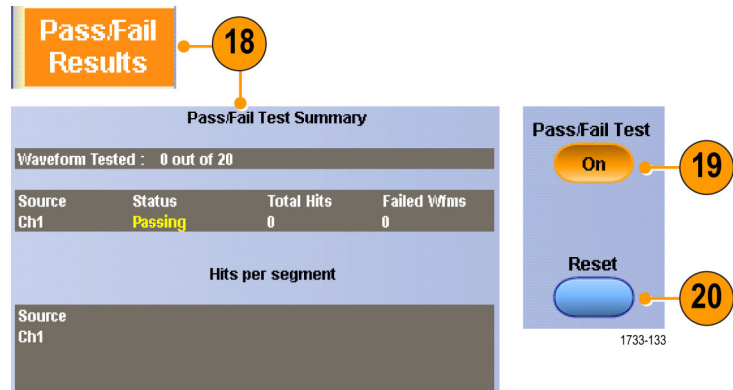 Pass/Fail
Results
18
Pass/Fail Test Summary
Waveform Tested : 0 out of 20
Source Status Total Hits Failed Wfms
Ch1 Passing 0 0
Hits per segment
Source
Ch1
Pass/Fail Test
On
19
Reset
20
1733-133